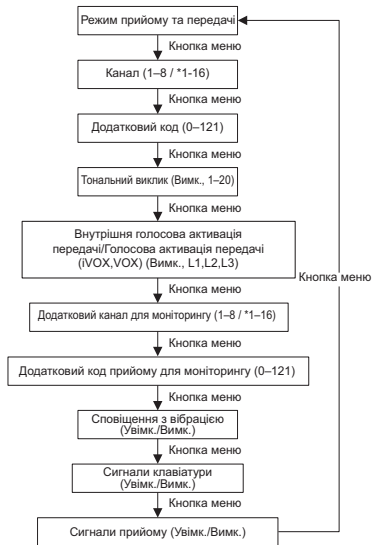 Режим прийому та передачі
Кнопка меню
Канал (1–8 / *1-16)
Кнопка меню
Додатковий код (0–121)
Кнопка меню
Тональний виклик (Вимк., 1–20)
Кнопка меню
Внутрішня голосова активація
передачі/Голосова активація передачі
(iVOX,VOX) (Вимк., L1,L2,L3)
Кнопка меню
Кнопка меню
Додатковий канал для моніторингу (1–8 / *1–16)
Кнопка меню
Додатковий код прийому для моніторингу (0–121)
Кнопка меню
Сповіщення з вібрацією
(Увімк./Вимк.)
Кнопка меню
Сигнали клавіатури
(Увімк./Вимк.)
Кнопка меню
Сигнали прийому (Увімк./Вимк.)